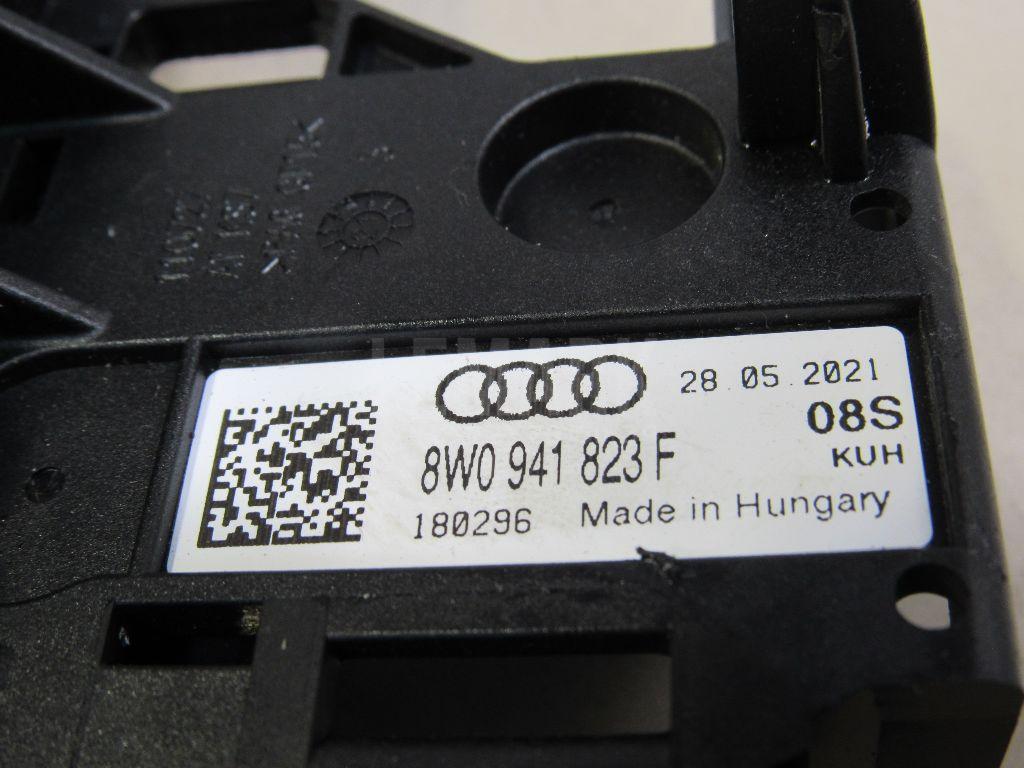 28.05.2021
08S
8W0 941 823 F
KUH
180296 Made in Hungary